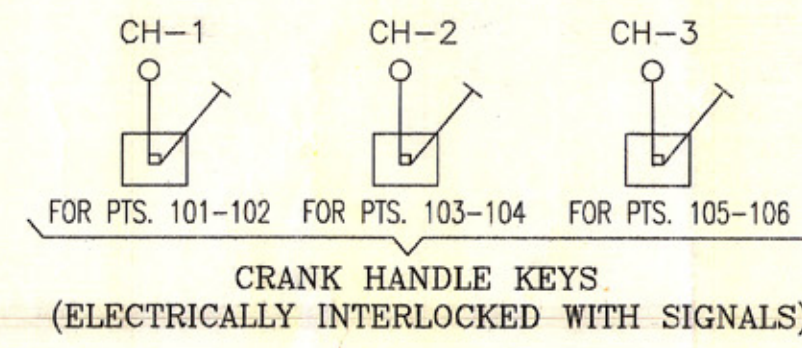 CH-1 CH-2 CH-3
FOR PTS. 101-102 FOR PTS. 103-104 FOR PTS. 105-106
CRANK HANDLE KEYS
(ELECTRICALLY INTERLOCKED WITH SIGNALS)